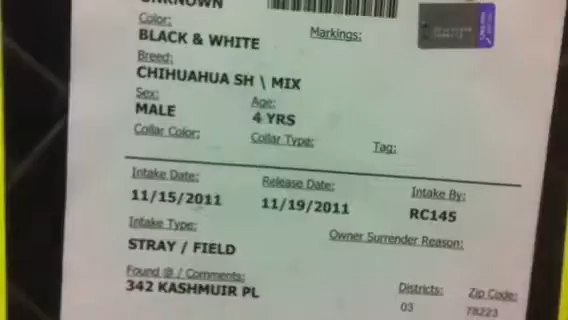 UNKNOWN
Color:
Markings:
BLACK & WHITE
Breed:
CHIHUAHUA SH \ MIX
Sex:
Age:
MALE
4 YRS
Collar Color:
Collar Type:
Tag:
Intake Date:
Release Date:
Intake By:
11/15/2011
11/19/2011
RC145
Intake Type:
Owner Surrender Reason:
STRAY / FIELD
Found @ / Comments:
Districts:
Zip Code:
342 KASHMUIR PL
03
78223